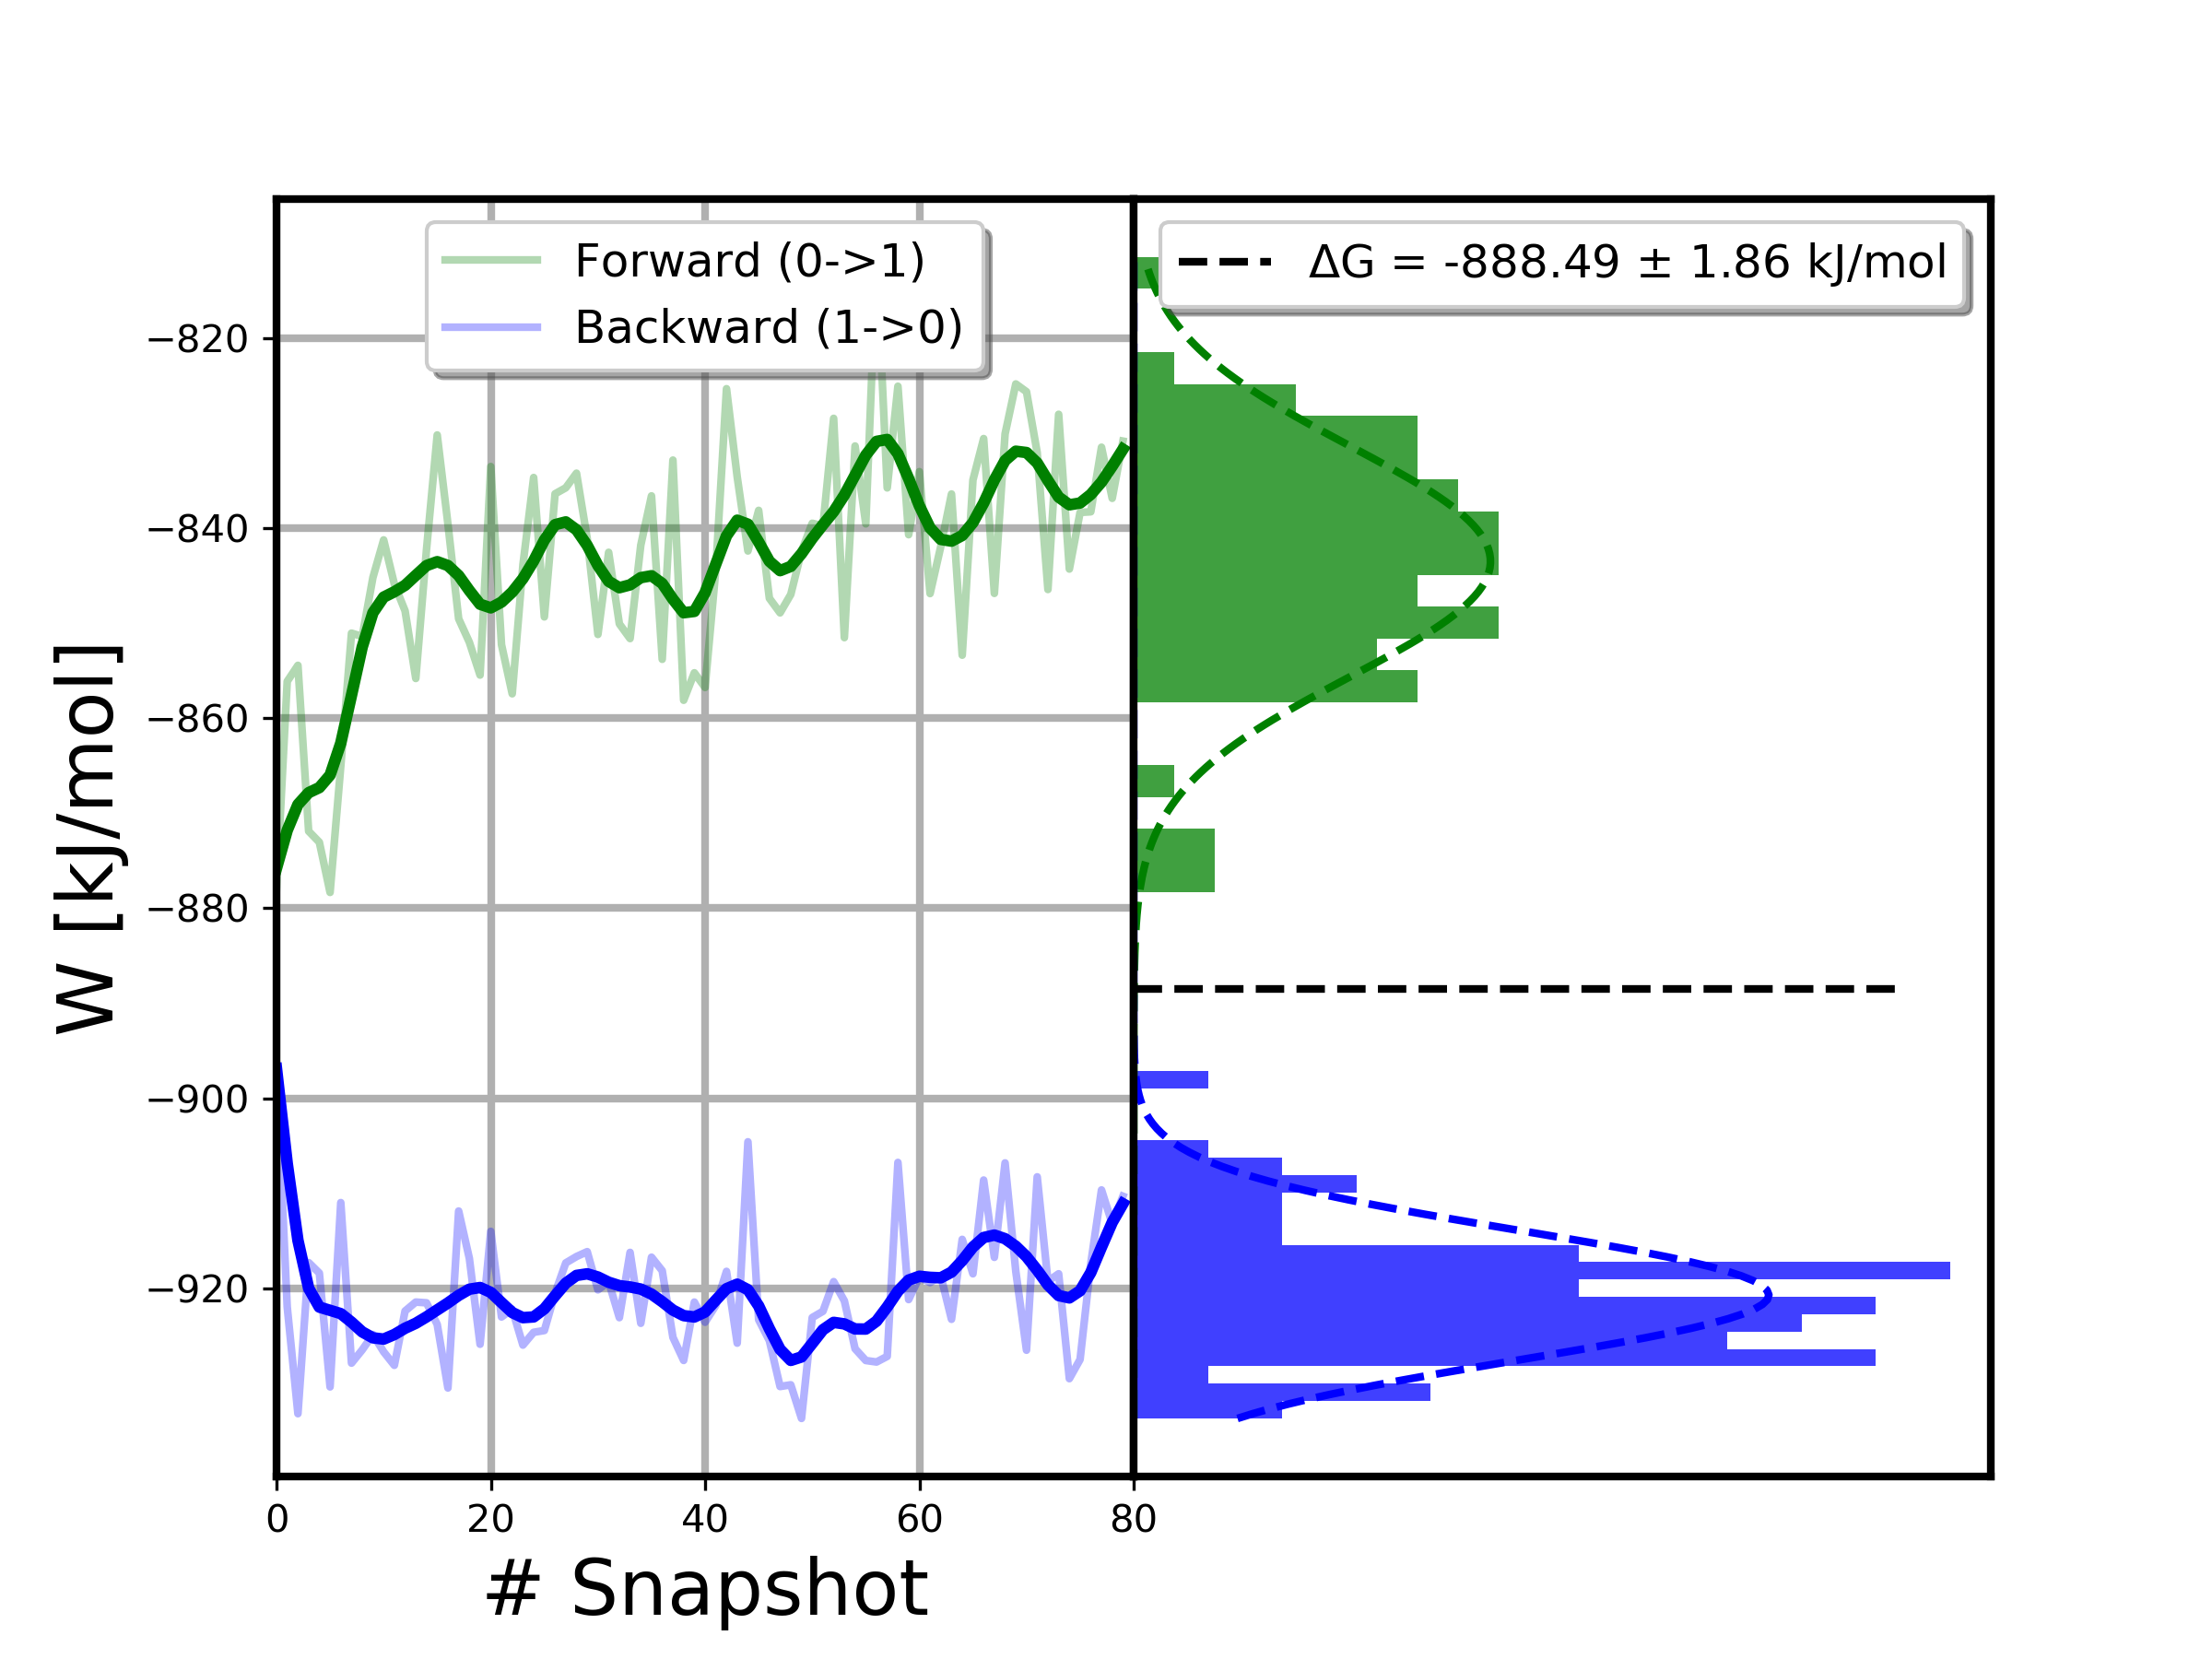 Forward (0->1)
Backward (1->0)
ΔG = -888.49 ± 1.86 kJ/mol
W [kJ/mol]
−820
−840
−860
−880
−900
−920
0 20 40 60 80
# Snapshot